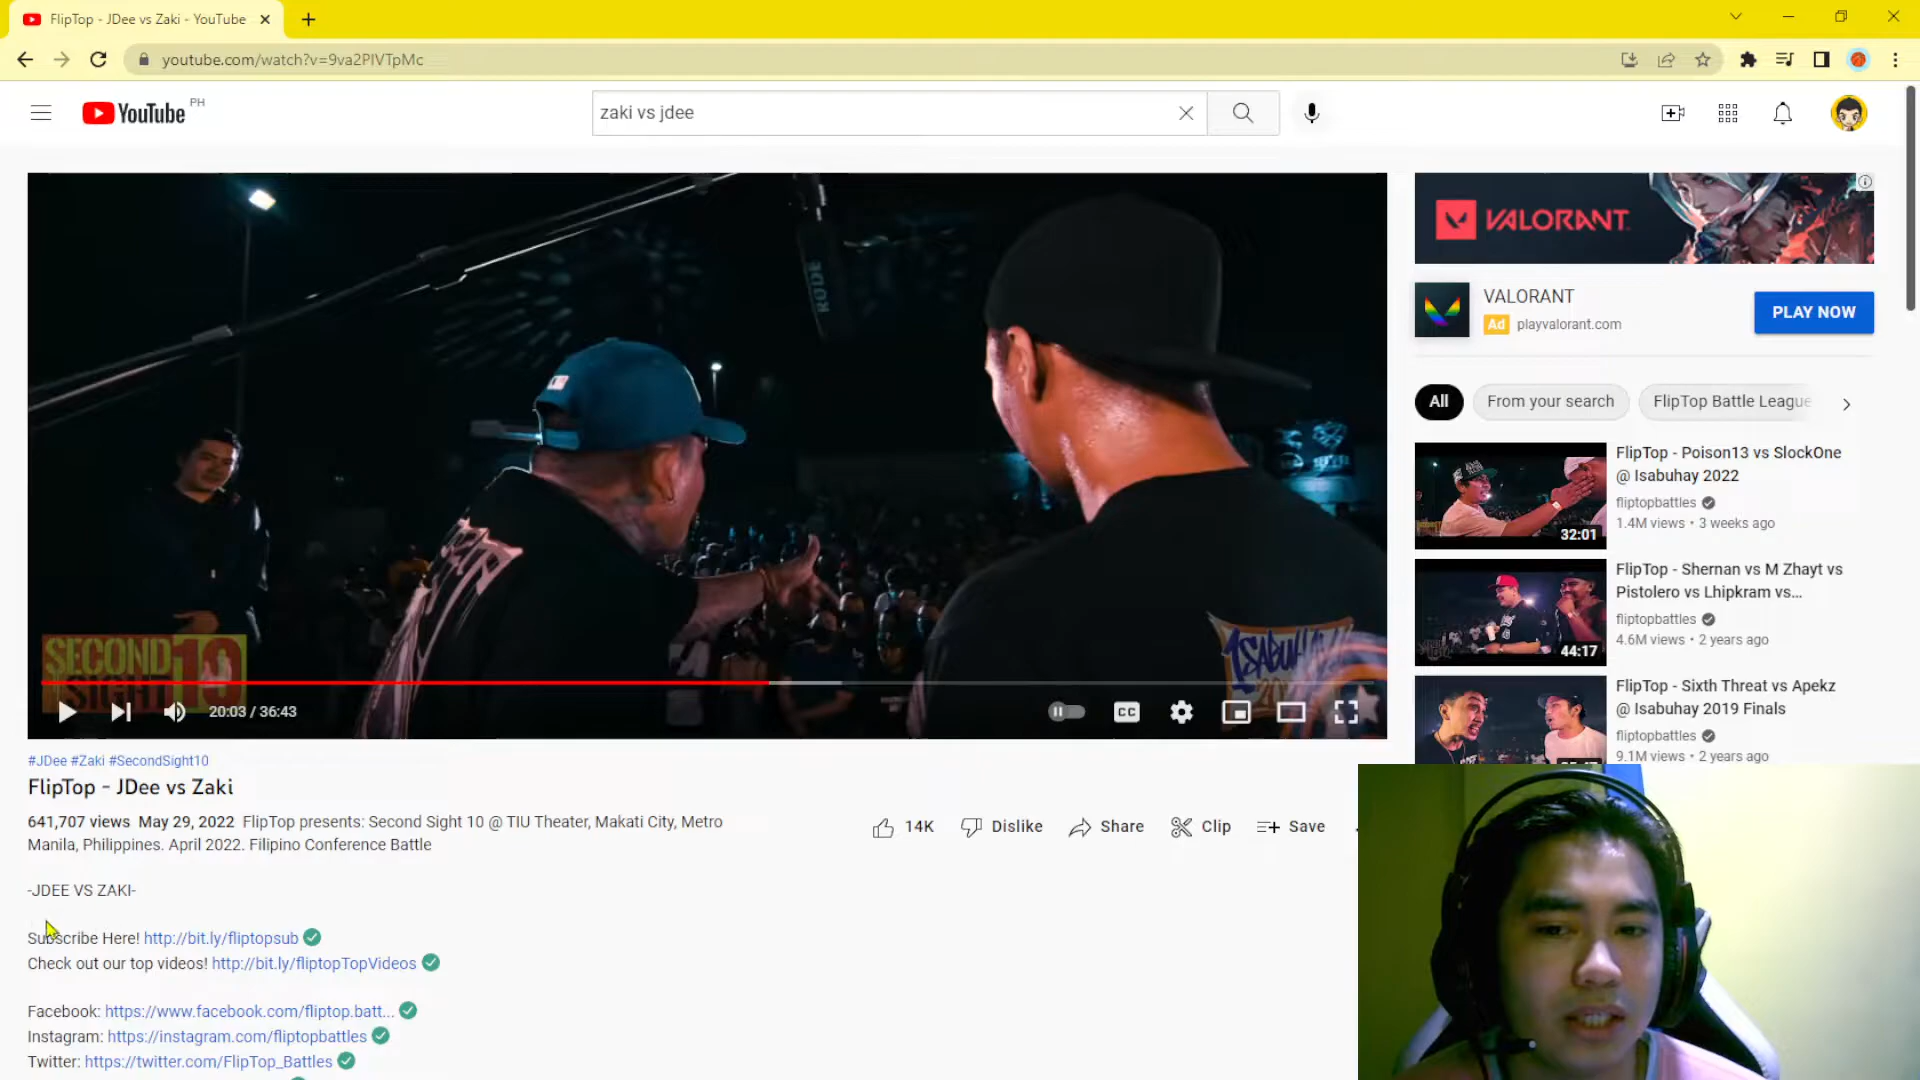 FlipTop - JDee vs Zaki - YouTube
youtube.com/watch?v=9va2PlVTpMc
YouTube PH
zaki vs jdee
RODE
SECOND
SIGHT 10
20:03 / 36:43
CC
#JDee #Zaki #SecondSight10
FlipTop - JDee vs Zaki
641,707 views May 29, 2022 FlipTop presents: Second Sight 10 @ TIU Theater, Makati City, Metro
Manila, Philippines. April 2022. Filipino Conference Battle
14K Dislike Share Clip Save
-JDEE VS ZAKI-
Subscribe Here! http://bit.ly/fliptopsub
Check out our top videos! http://bit.ly/fliptopTopVideos
Facebook: https://www.facebook.com/fliptop.batt...
Instagram: https://instagram.com/fliptopbattles
Twitter: https://twitter.com/FlipTop_Battles
VALORANT
VALORANT
Ad playvalorant.com
PLAY NOW
All From your search FlipTop Battle League
FlipTop - Poison13 vs SlockOne
@ Isabuhay 2022
fliptopbattles
1.4M views • 3 weeks ago
32:01
FlipTop - Shernan vs M Zhayt vs
Pistolero vs Lhipkram vs...
fliptopbattles
4.6M views • 2 years ago
44:17
FlipTop - Sixth Threat vs Apekz
@ Isabuhay 2019 Finals
fliptopbattles
9.1M views • 2 years ago